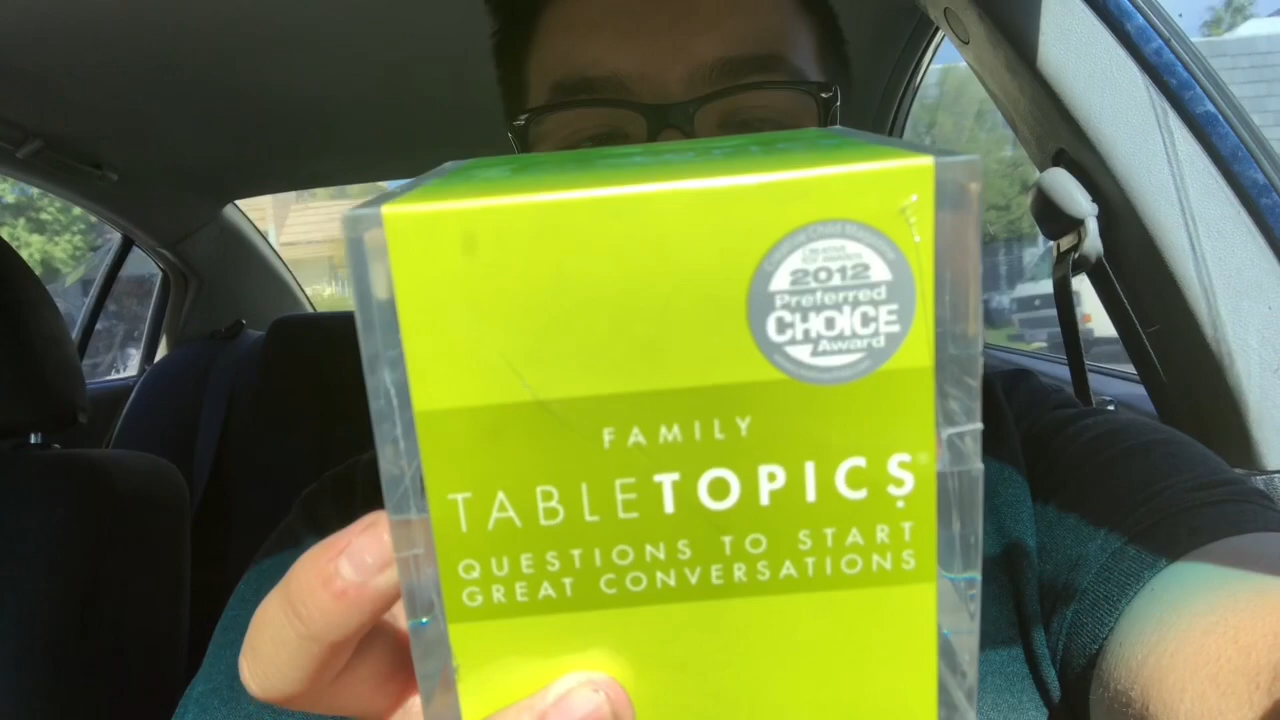 2012
Preferred
CHOICE
Award
FAMILY
TABLETOPICS®
QUESTIONS TO START
GREAT CONVERSATIONS